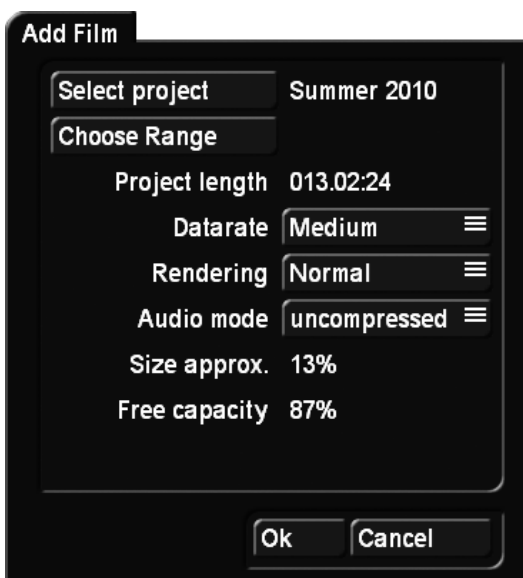 Add Film
Select project Summer 2010
Choose Range
Project length 013.02:24
Datarate Medium
Rendering Normal
Audio mode uncompressed
Size approx. 13%
Free capacity 87%
Ok Cancel